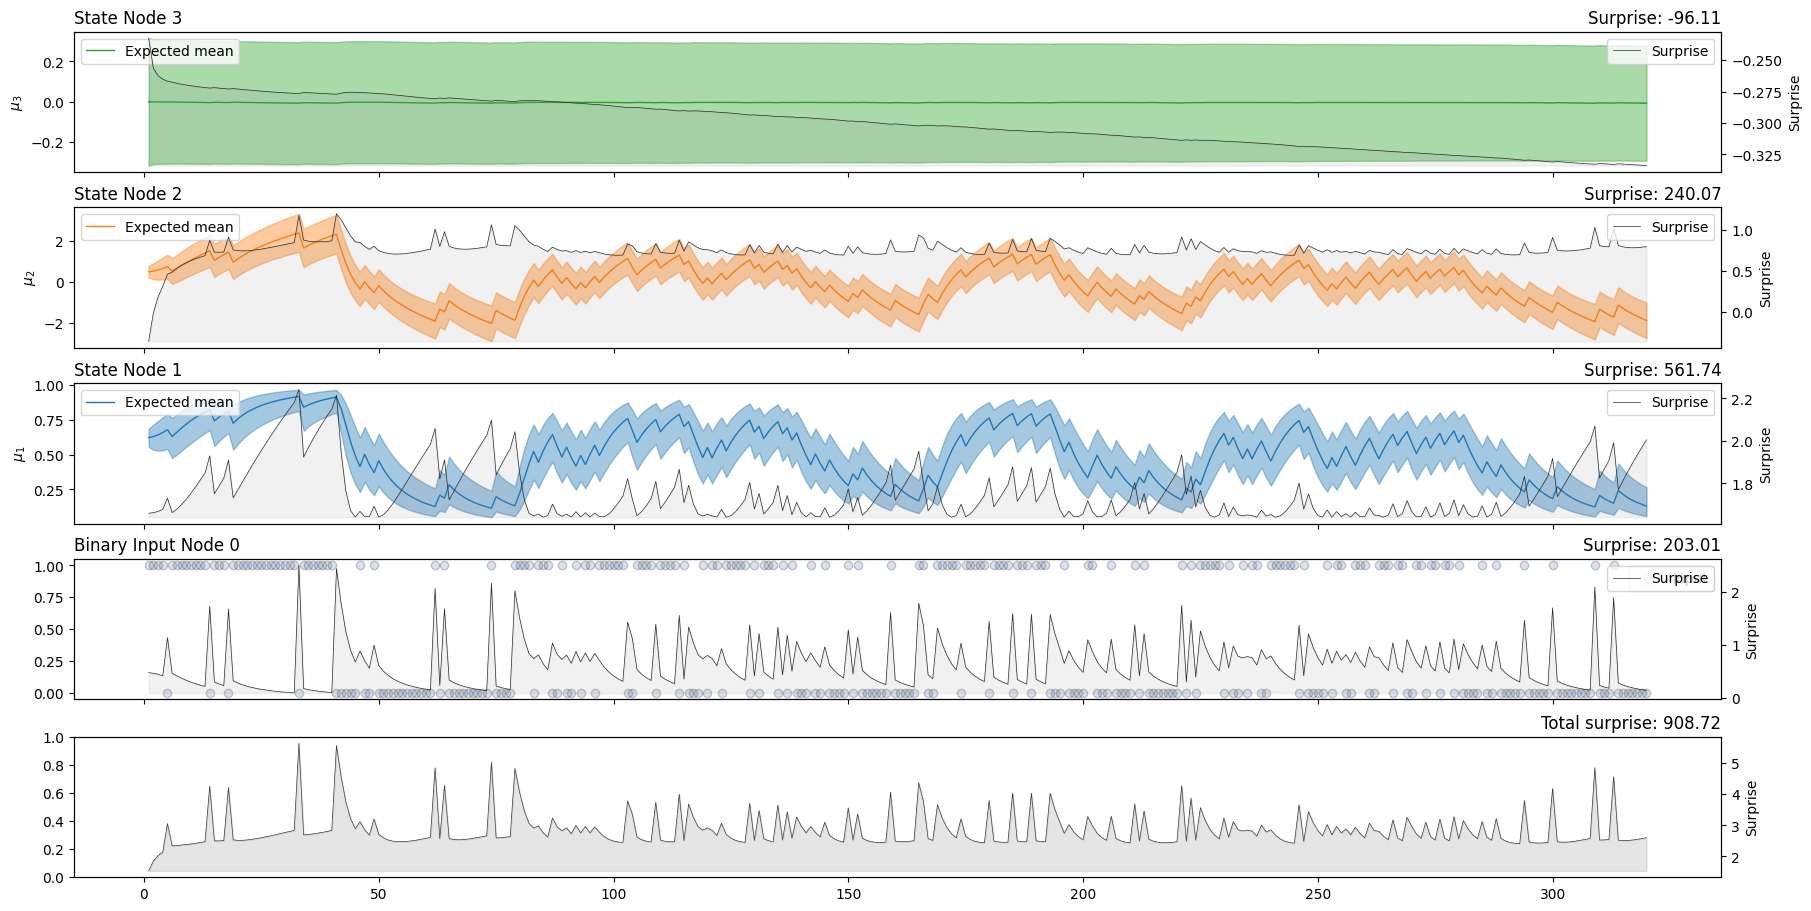 State Node 3 Surprise: -96.11
Expected mean
Surprise
0.2
0.0
−0.2
μ3
−0.250
−0.275
−0.300
−0.325
Surprise
State Node 2 Surprise: 240.07
Expected mean
Surprise
2
0
−2
μ2
1.0
0.5
0.0
Surprise
State Node 1 Surprise: 561.74
Expected mean
Surprise
1.00
0.75
0.50
0.25
μ1
2.2
2.0
1.8
Surprise
Binary Input Node 0 Surprise: 203.01
Surprise
1.00
0.75
0.50
0.25
0.00
2
1
0
Surprise
Total surprise: 908.72
1.0
0.8
0.6
0.4
0.2
0.0
5
4
3
2
Surprise
0 50 100 150 200 250 300